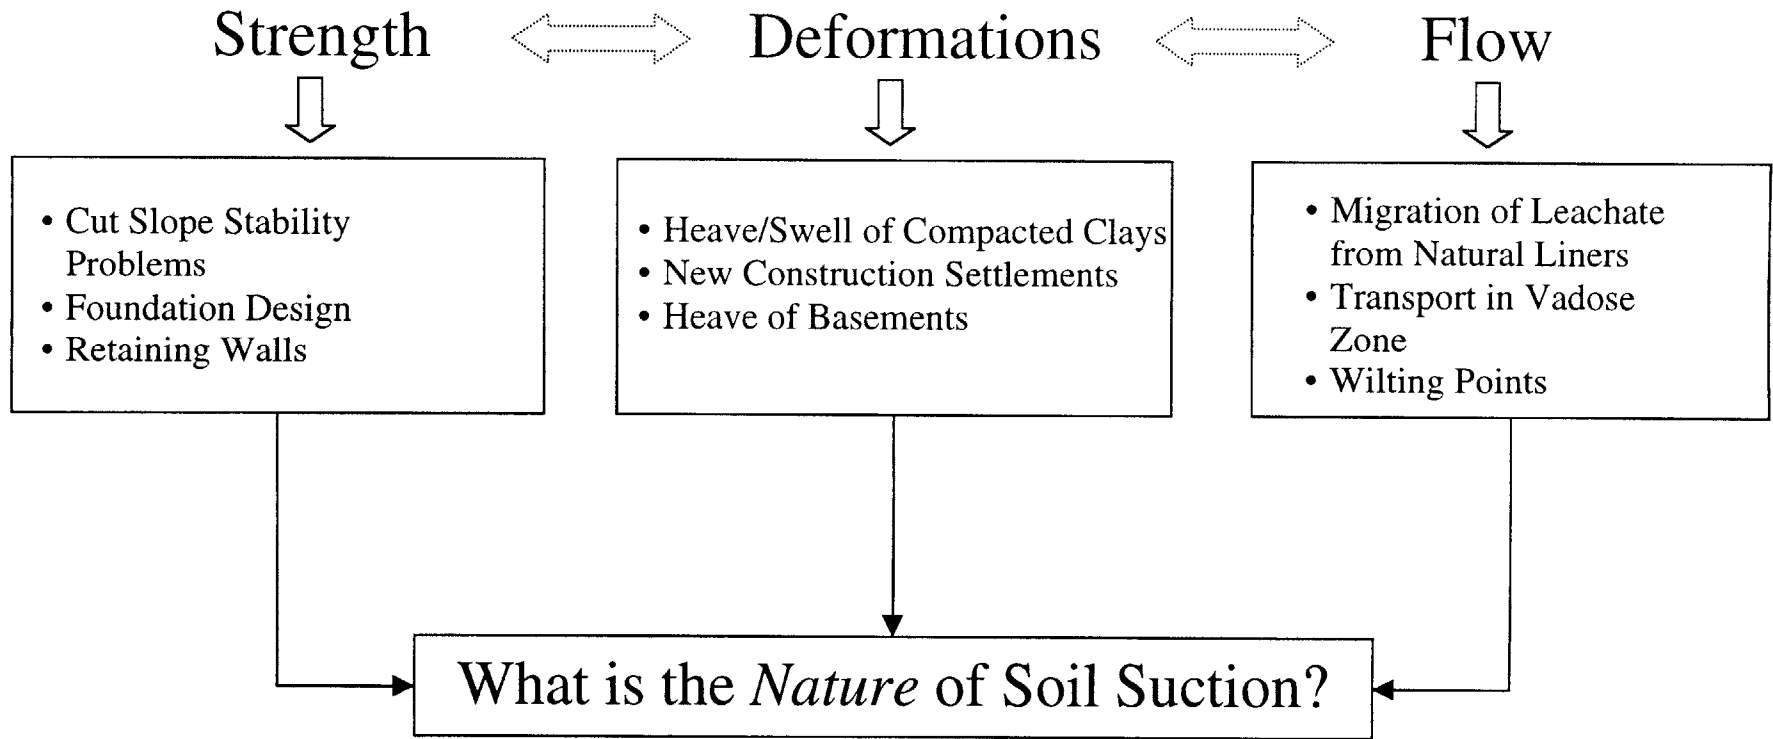 Strength
Deformations
Flow
• Cut Slope Stability
Problems
• Foundation Design
• Retaining Walls
• Heave/Swell of Compacted Clays
• New Construction Settlements
• Heave of Basements
• Migration of Leachate
from Natural Liners
• Transport in Vadose
Zone
• Wilting Points
What is the Nature of Soil Suction?